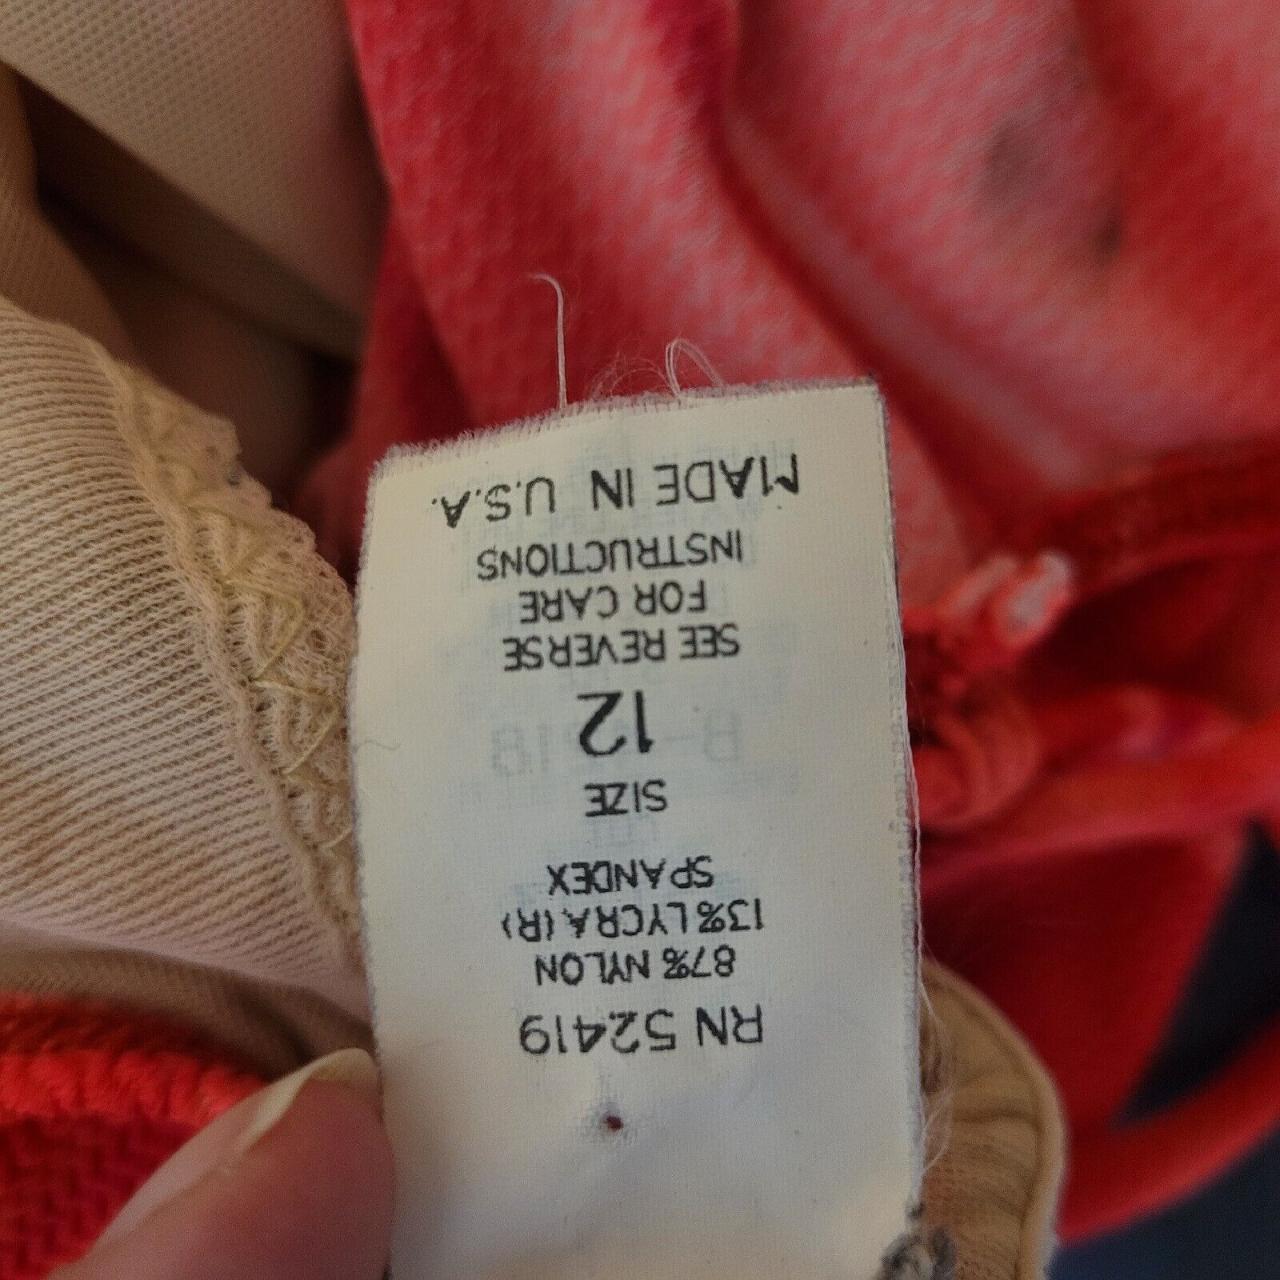 RN 52419
87% NYLON
13% LYCRA (R)
SPANDEX
SIZE
12
SEE REVERSE
FOR CARE
INSTRUCTIONS
MADE IN U.S.A.